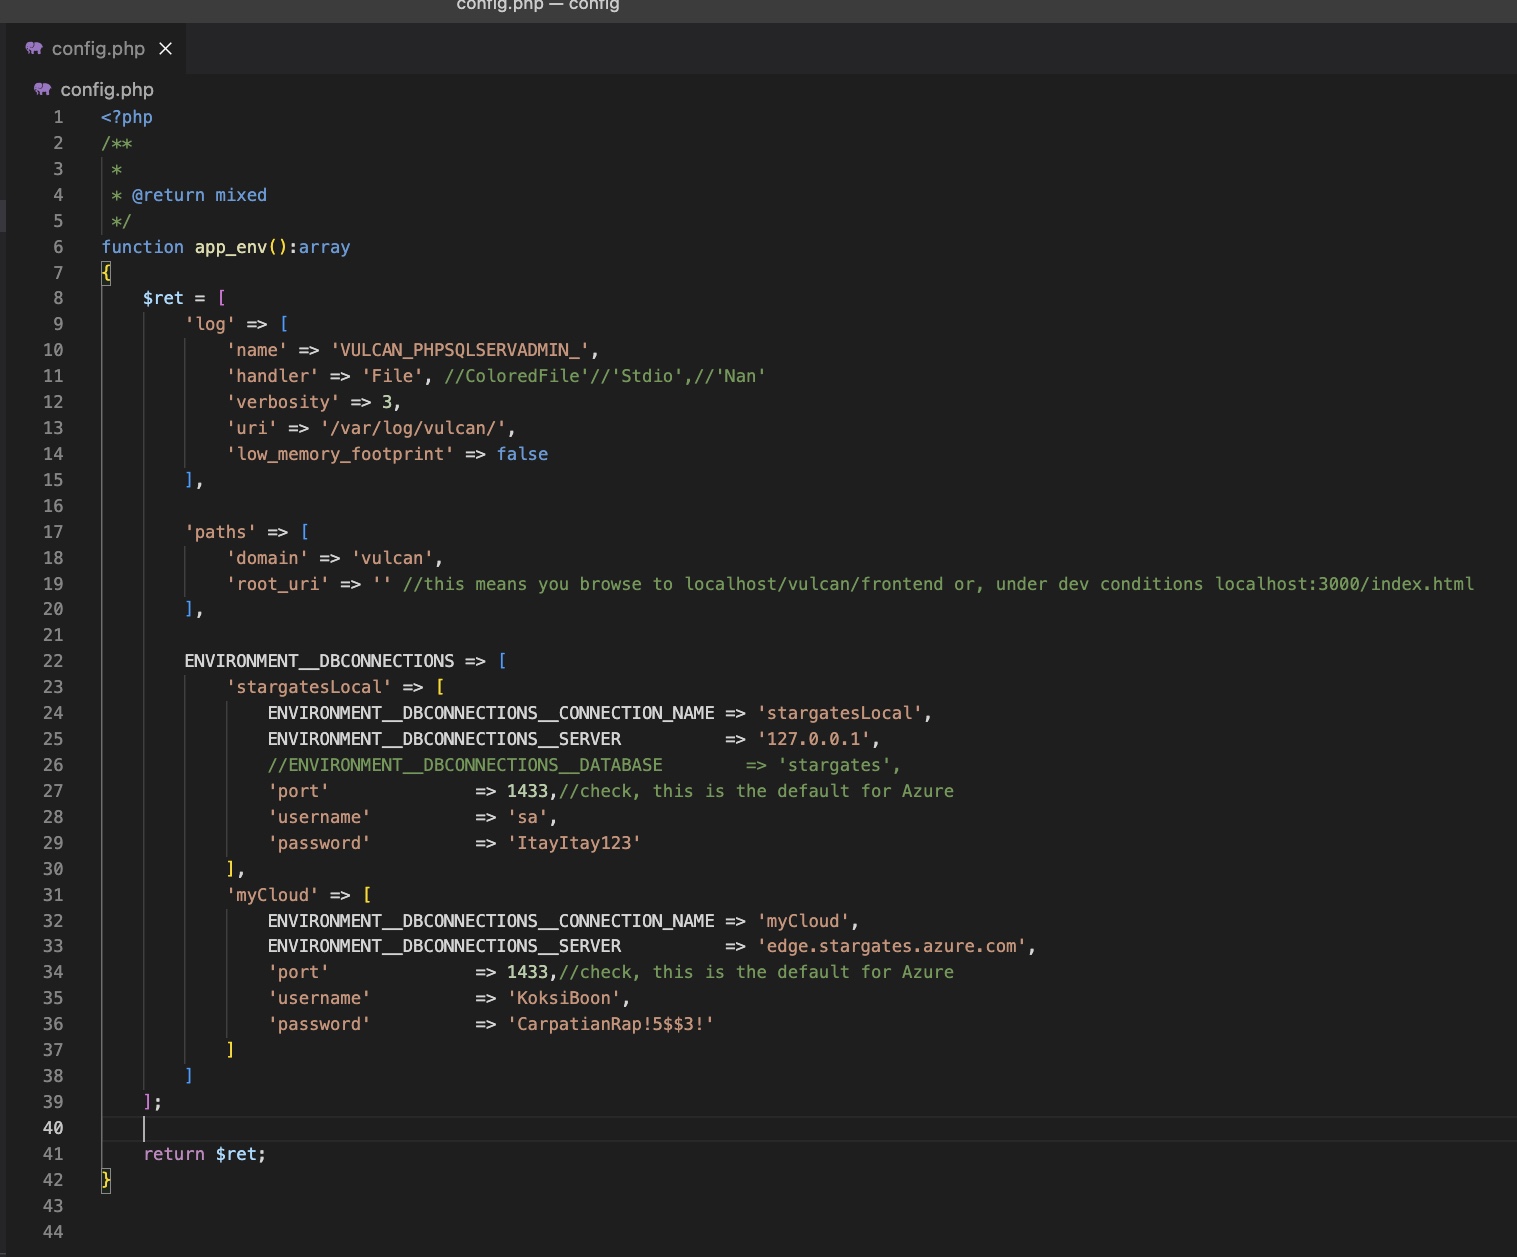 config.php — config
config.php
config.php
1 <?php
2 /**
3  *
4  * @return mixed
5  */
6 function app_env():array
7 {
8     $ret = [
9         'log' => [
10             'name' => 'VULCAN_PHPSQLSERVADMIN_',
11             'handler' => 'File', //ColoredFile'//'Stdio',//'Nan'
12             'verbosity' => 3,
13             'uri' => '/var/log/vulcan/',
14             'low_memory_footprint' => false
15         ],
16
17         'paths' => [
18             'domain' => 'vulcan',
19             'root_uri' => '' //this means you browse to localhost/vulcan/frontend or, under dev conditions localhost:3000/index.html
20         ],
21
22         ENVIRONMENT__DBCONNECTIONS => [
23             'stargatesLocal' => [
24                 ENVIRONMENT__DBCONNECTIONS__CONNECTION_NAME => 'stargatesLocal',
25                 ENVIRONMENT__DBCONNECTIONS__SERVER          => '127.0.0.1',
26                 //ENVIRONMENT__DBCONNECTIONS__DATABASE        => 'stargates',
27                 'port'              => 1433,//check, this is the default for Azure
28                 'username'          => 'sa',
29                 'password'          => 'ItayItay123'
30             ],
31             'myCloud' => [
32                 ENVIRONMENT__DBCONNECTIONS__CONNECTION_NAME => 'myCloud',
33                 ENVIRONMENT__DBCONNECTIONS__SERVER          => 'edge.stargates.azure.com',
34                 'port'              => 1433,//check, this is the default for Azure
35                 'username'          => 'KoksiBoon',
36                 'password'          => 'CarpatianRap!5$$3!'
37             ]
38         ]
39     ];
40
41     return $ret;
42 }
43
44